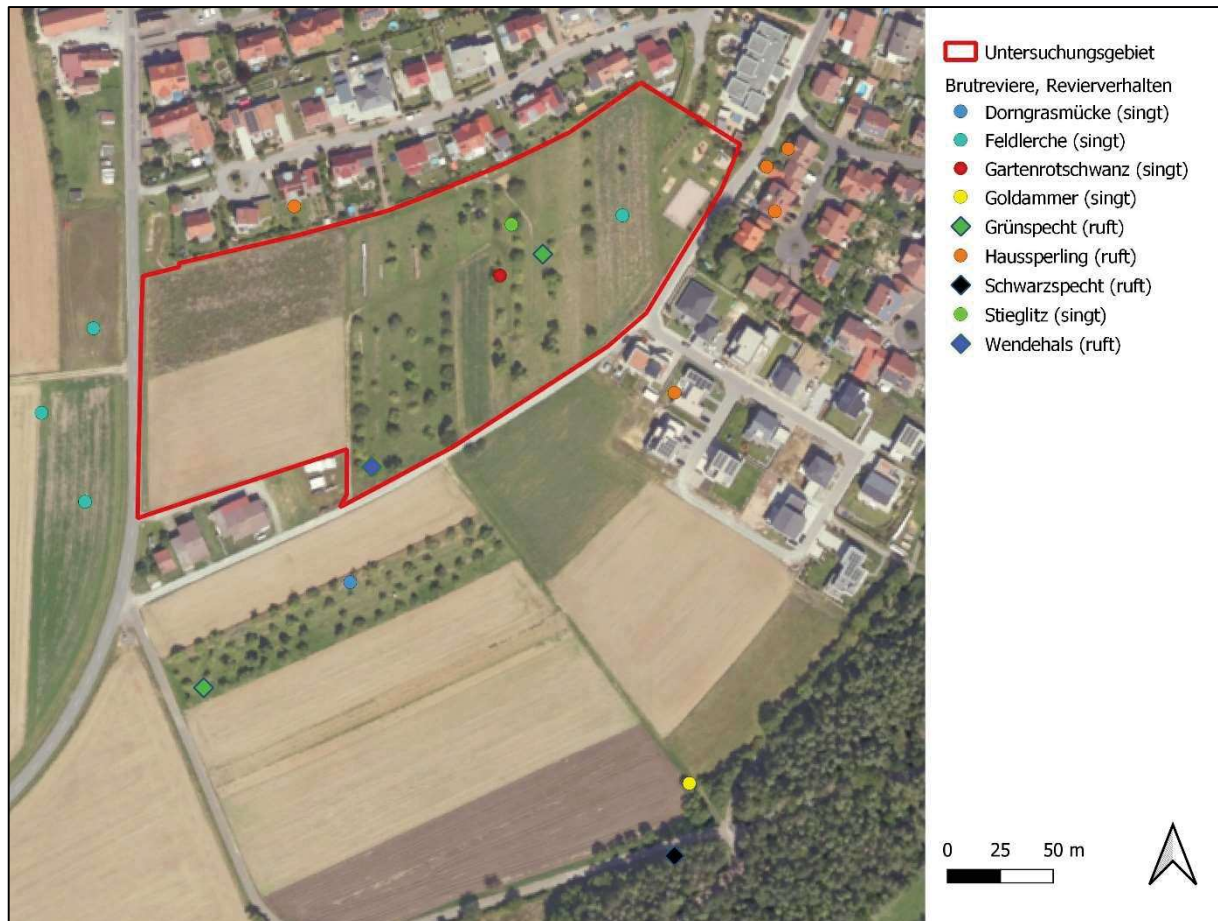 Untersuchungsgebiet
Brutreviere, Revierverhalten
Dorngrasmücke (singt)
Feldlerche (singt)
Gartenrotschwanz (singt)
Goldammer (singt)
Grünspecht (ruft)
Haussperling (ruft)
Schwarzspecht (ruft)
Stieglitz (singt)
Wendehals (ruft)
0 25 50 m